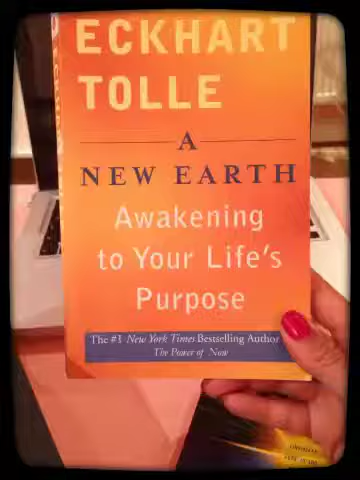 ECKHART
TOLLE
A
NEW EARTH
Awakening
to Your Life's
Purpose
The #1 New York Times Bestselling Author
The Power of Now